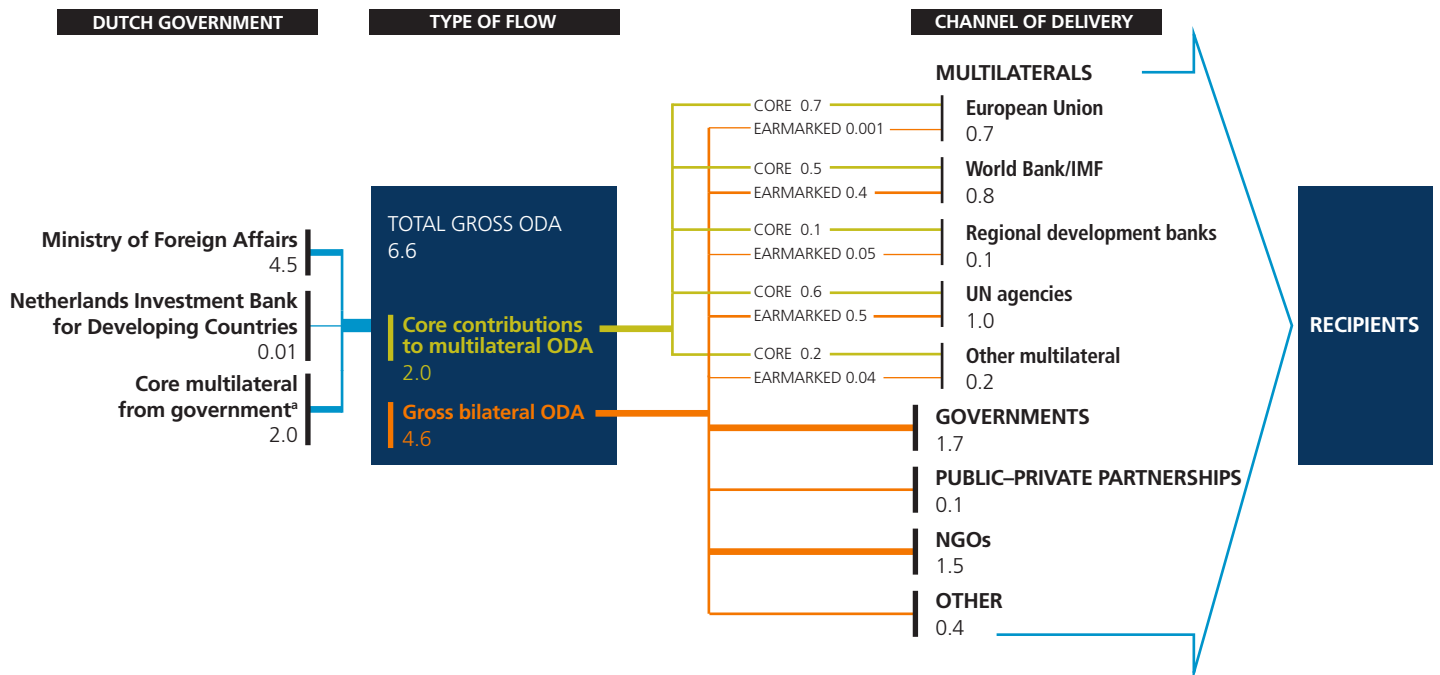 DUTCH GOVERNMENT
TYPE OF FLOW
CHANNEL OF DELIVERY
Ministry of Foreign Affairs
4.5
Netherlands Investment Bank
for Developing Countries
0.01
Core multilateral
from governmentᵃ
2.0
TOTAL GROSS ODA
6.6
Core contributions
to multilateral ODA
2.0
Gross bilateral ODA
4.6
MULTILATERALS
CORE 0.7
EARMARKED 0.001
European Union
0.7
CORE 0.5
EARMARKED 0.4
World Bank/IMF
0.8
CORE 0.1
EARMARKED 0.05
Regional development banks
0.1
CORE 0.6
EARMARKED 0.5
UN agencies
1.0
CORE 0.2
EARMARKED 0.04
Other multilateral
0.2
GOVERNMENTS
1.7
PUBLIC–PRIVATE PARTNERSHIPS
0.1
NGOs
1.5
OTHER
0.4
RECIPIENTS